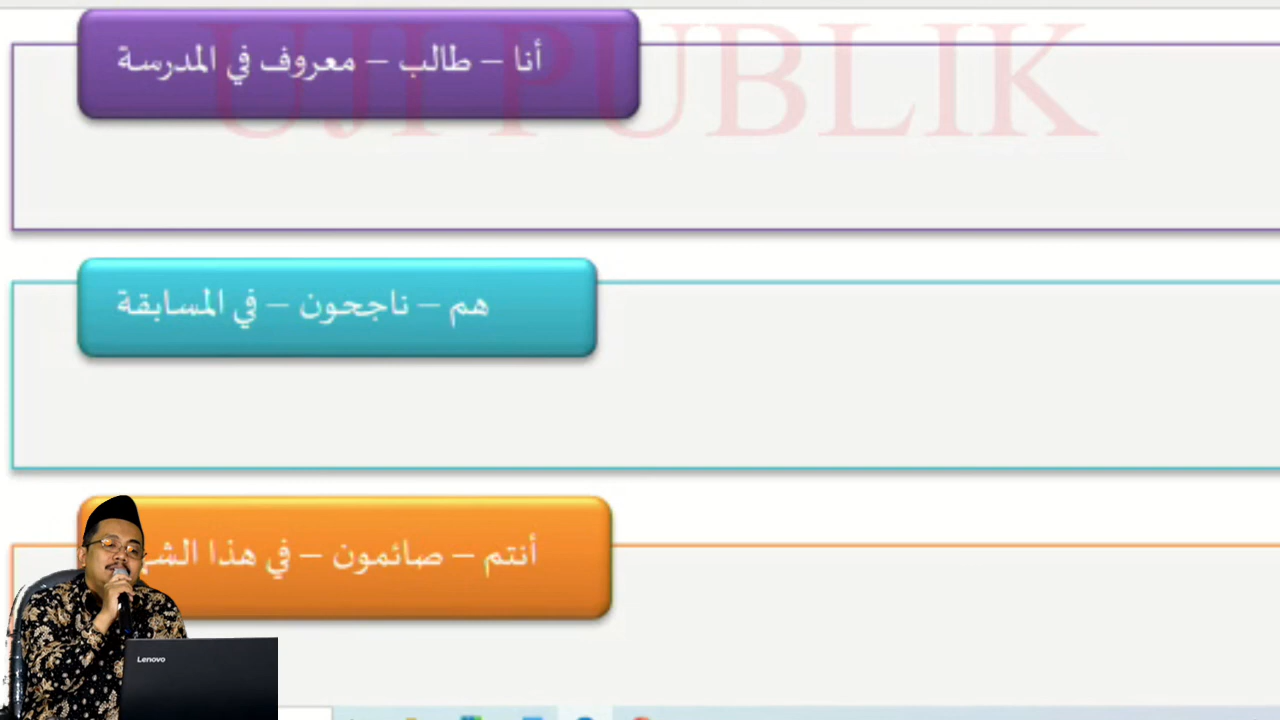 UJI PUBLIK
أنا – طالب – معروف في المدرسة
هم – ناجحون – في المسابقة
أنتم – صائمون – في هذا
Lenovo